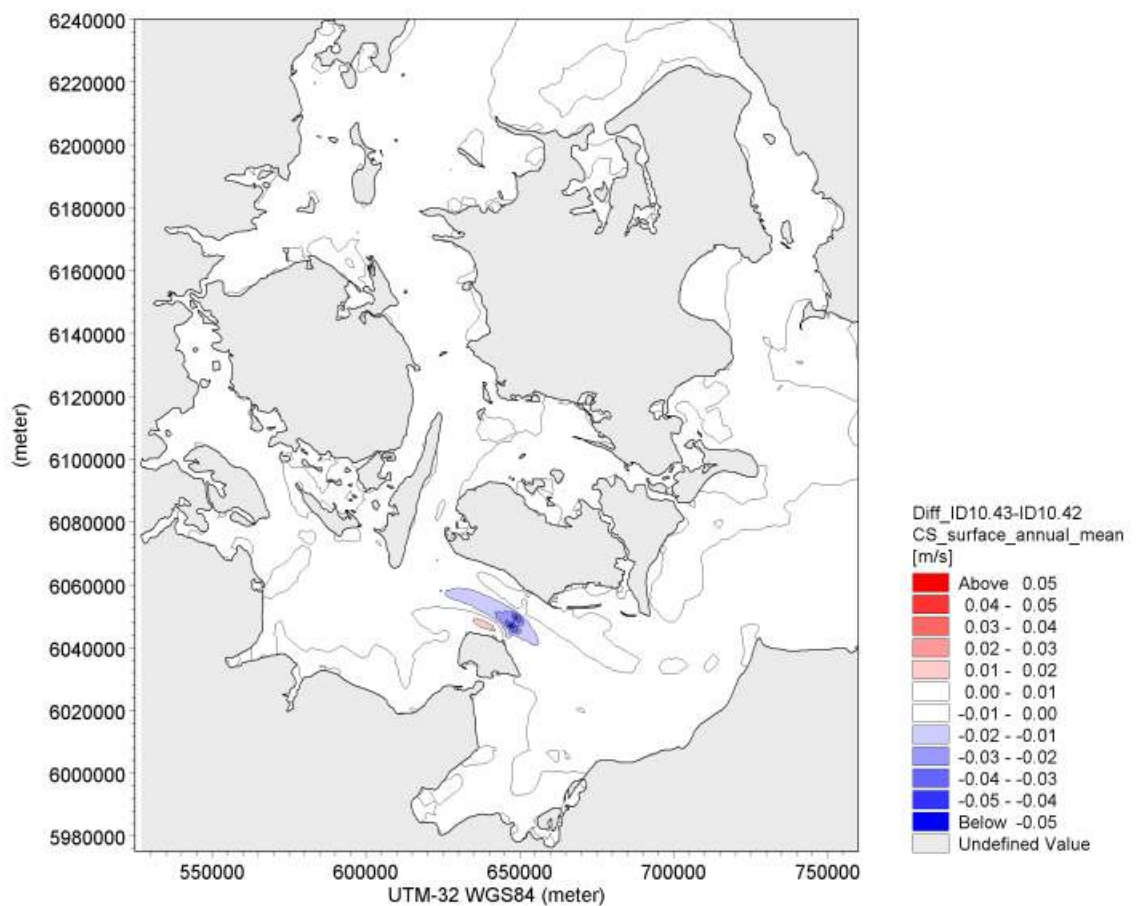 6240000
6220000
6200000
6180000
6160000
6140000
6120000
6100000
6080000
6060000
6040000
6020000
6000000
5980000
(meter)
550000 600000 650000 700000 750000
UTM-32 WGS84 (meter)
Diff_ID10.43-ID10.42
CS_surface_annual_mean
[m/s]
Above 0.05
0.04 - 0.05
0.03 - 0.04
0.02 - 0.03
0.01 - 0.02
0.00 - 0.01
-0.01 - 0.00
-0.02 - -0.01
-0.03 - -0.02
-0.04 - -0.03
-0.05 - -0.04
Below -0.05
Undefined Value